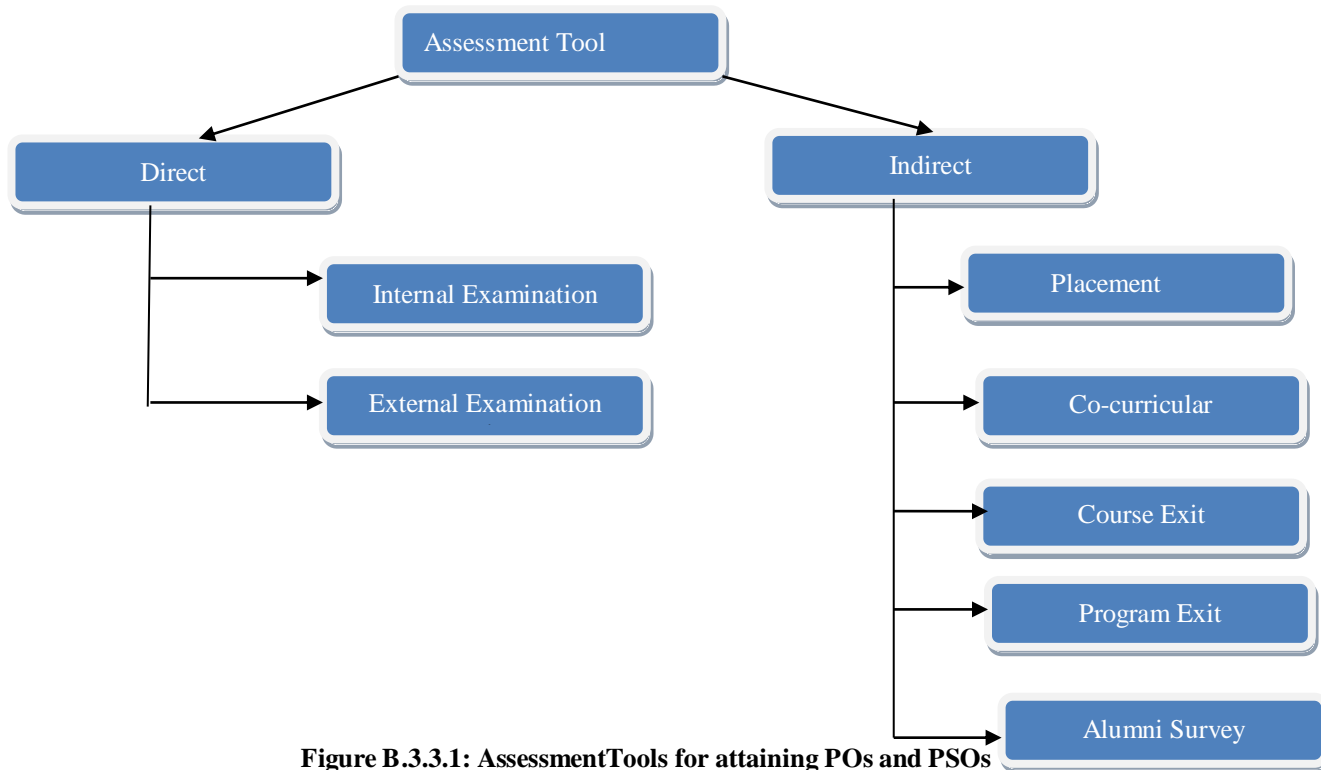 Assessment Tool
Direct
Indirect
Internal Examination
External Examination
Placement
Co-curricular
Course Exit
Program Exit
Alumni Survey
Figure B.3.3.1: AssessmentTools for attaining POs and PSOs